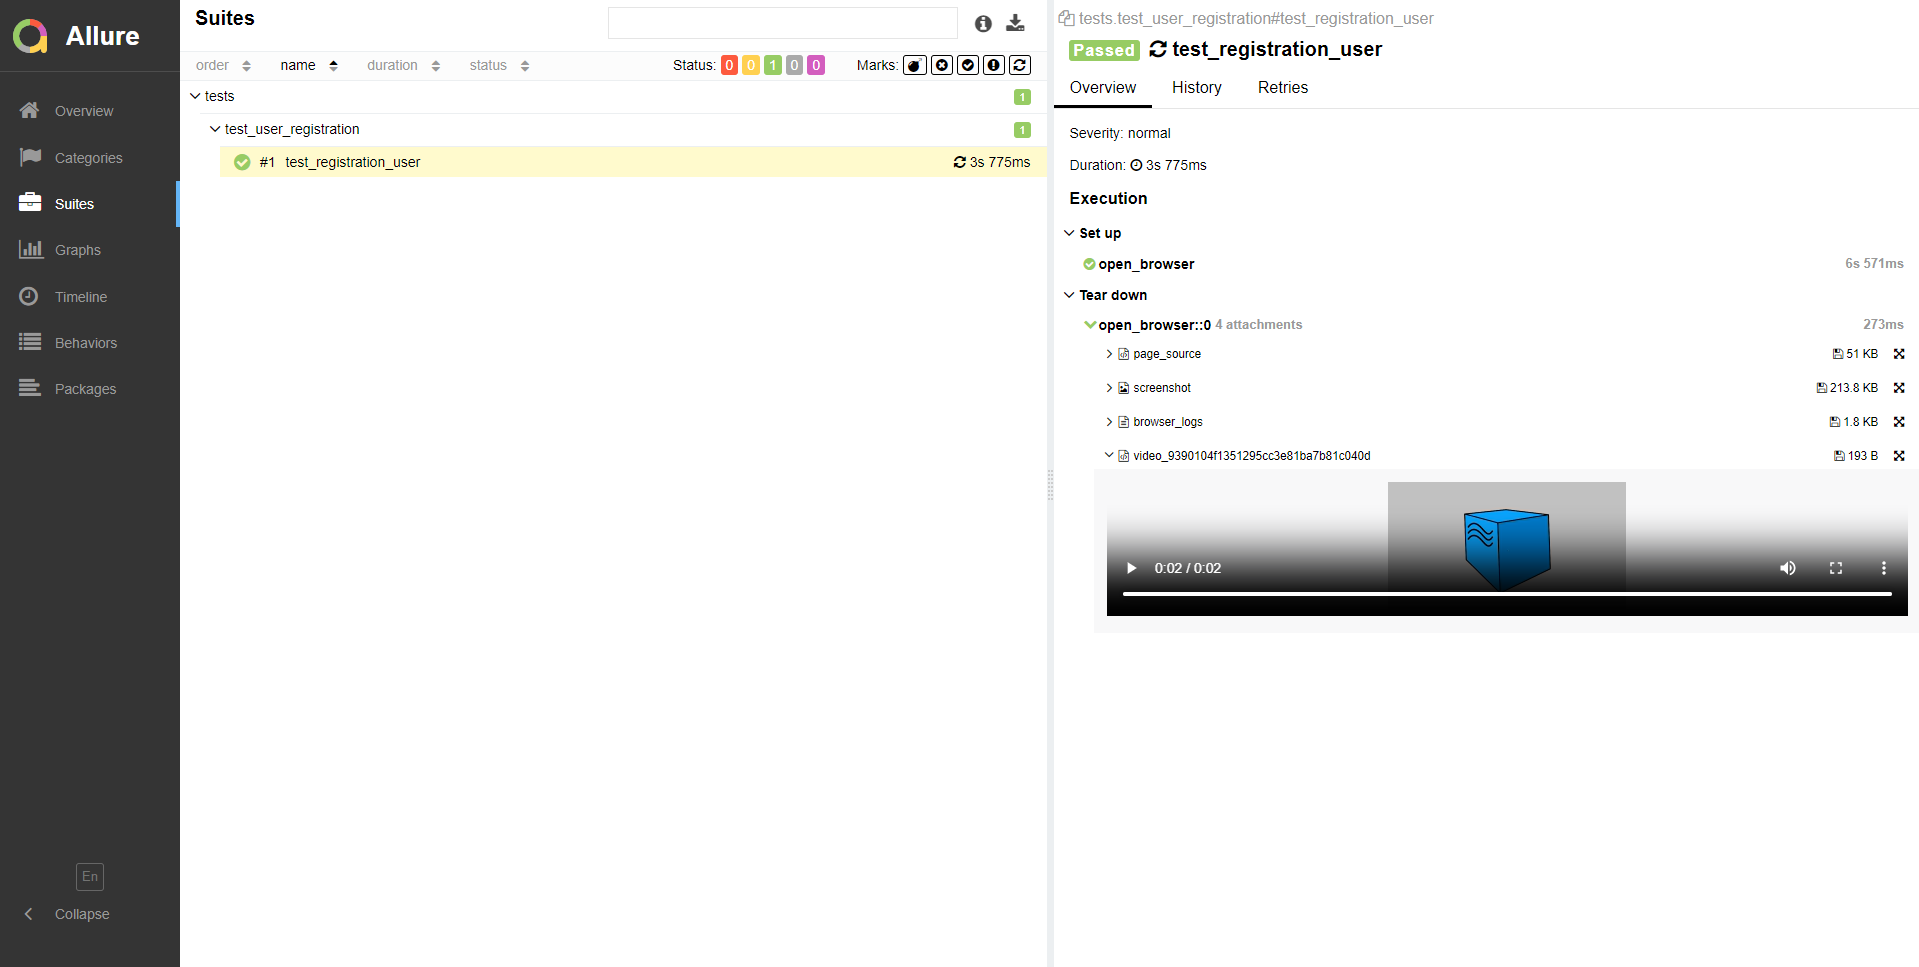 Allure
Overview
Categories
Suites
Graphs
Timeline
Behaviors
Packages
En
Collapse
Suites
order name duration status Status: 0 0 1 0 0 Marks:
tests 1
test_user_registration 1
#1 test_registration_user 3s 775ms
tests.test_user_registration#test_registration_user
Passed test_registration_user
Overview History Retries
Severity: normal
Duration: 3s 775ms
Execution
Set up
open_browser 6s 571ms
Tear down
open_browser::0 4 attachments 273ms
page_source 51 KB
screenshot 213.8 KB
browser_logs 1.8 KB
video_9390104f1351295cc3e81ba7b81c040d 193 B
0:02 / 0:02